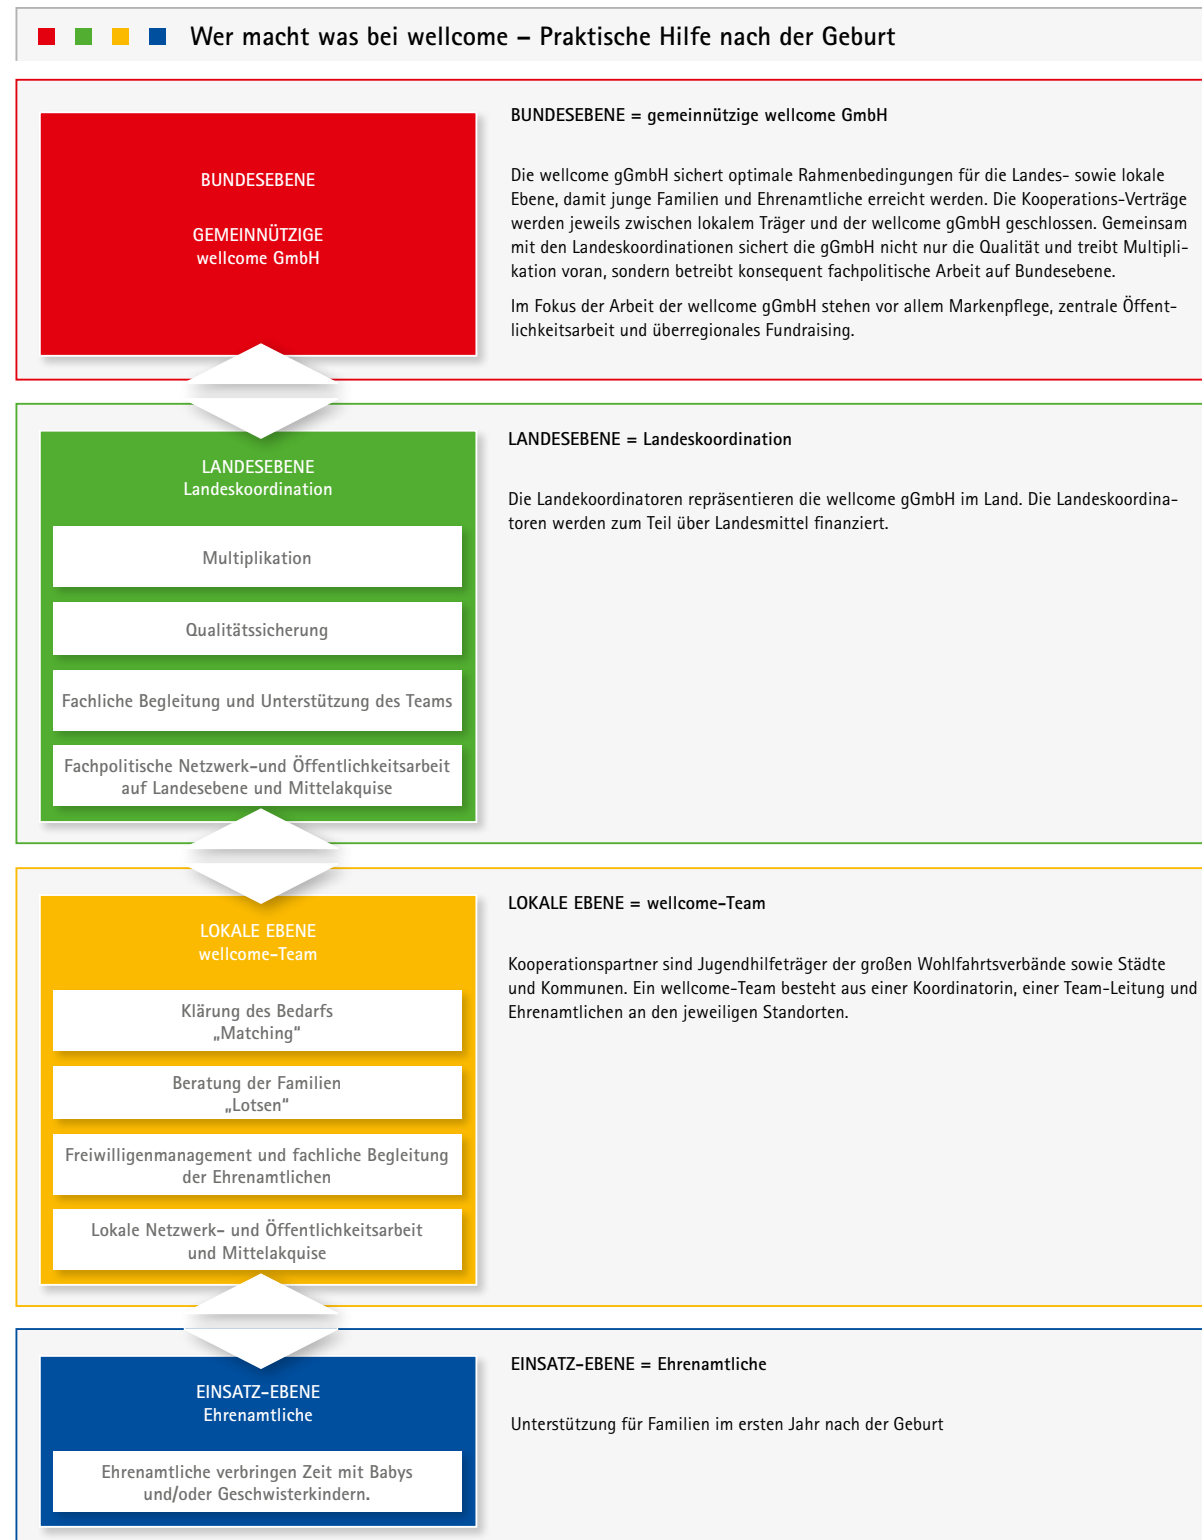 Wer macht was bei wellcome – Praktische Hilfe nach der Geburt
BUNDESEBENE
GEMEINNÜTZIGE
wellcome GmbH
BUNDESEBENE = gemeinnützige wellcome GmbH
Die wellcome gGmbH sichert optimale Rahmenbedingungen für die Landes- sowie lokale
Ebene, damit junge Familien und Ehrenamtliche erreicht werden. Die Kooperations-Verträge
werden jeweils zwischen lokalem Träger und der wellcome gGmbH geschlossen. Gemeinsam
mit den Landeskoordinationen sichert die gGmbH nicht nur die Qualität und treibt Multipli-
kation voran, sondern betreibt konsequent fachpolitische Arbeit auf Bundesebene.
Im Fokus der Arbeit der wellcome gGmbH stehen vor allem Markenpflege, zentrale Öffent-
lichkeitsarbeit und überregionales Fundraising.
LANDESEBENE
Landeskoordination
Multiplikation
Qualitätssicherung
Fachliche Begleitung und Unterstützung des Teams
Fachpolitische Netzwerk-und Öffentlichkeitsarbeit
auf Landesebene und Mittelakquise
LANDESEBENE = Landeskoordination
Die Landekoordinatoren repräsentieren die wellcome gGmbH im Land. Die Landeskoordina-
toren werden zum Teil über Landesmittel finanziert.
LOKALE EBENE
wellcome-Team
Klärung des Bedarfs
„Matching“
Beratung der Familien
„Lotsen“
Freiwilligenmanagement und fachliche Begleitung
der Ehrenamtlichen
Lokale Netzwerk- und Öffentlichkeitsarbeit
und Mittelakquise
LOKALE EBENE = wellcome-Team
Kooperationspartner sind Jugendhilfeträger der großen Wohlfahrtsverbände sowie Städte
und Kommunen. Ein wellcome-Team besteht aus einer Koordinatorin, einer Team-Leitung und
Ehrenamtlichen an den jeweiligen Standorten.
EINSATZ-EBENE
Ehrenamtliche
Ehrenamtliche verbringen Zeit mit Babys
und/oder Geschwisterkindern.
EINSATZ-EBENE = Ehrenamtliche
Unterstützung für Familien im ersten Jahr nach der Geburt